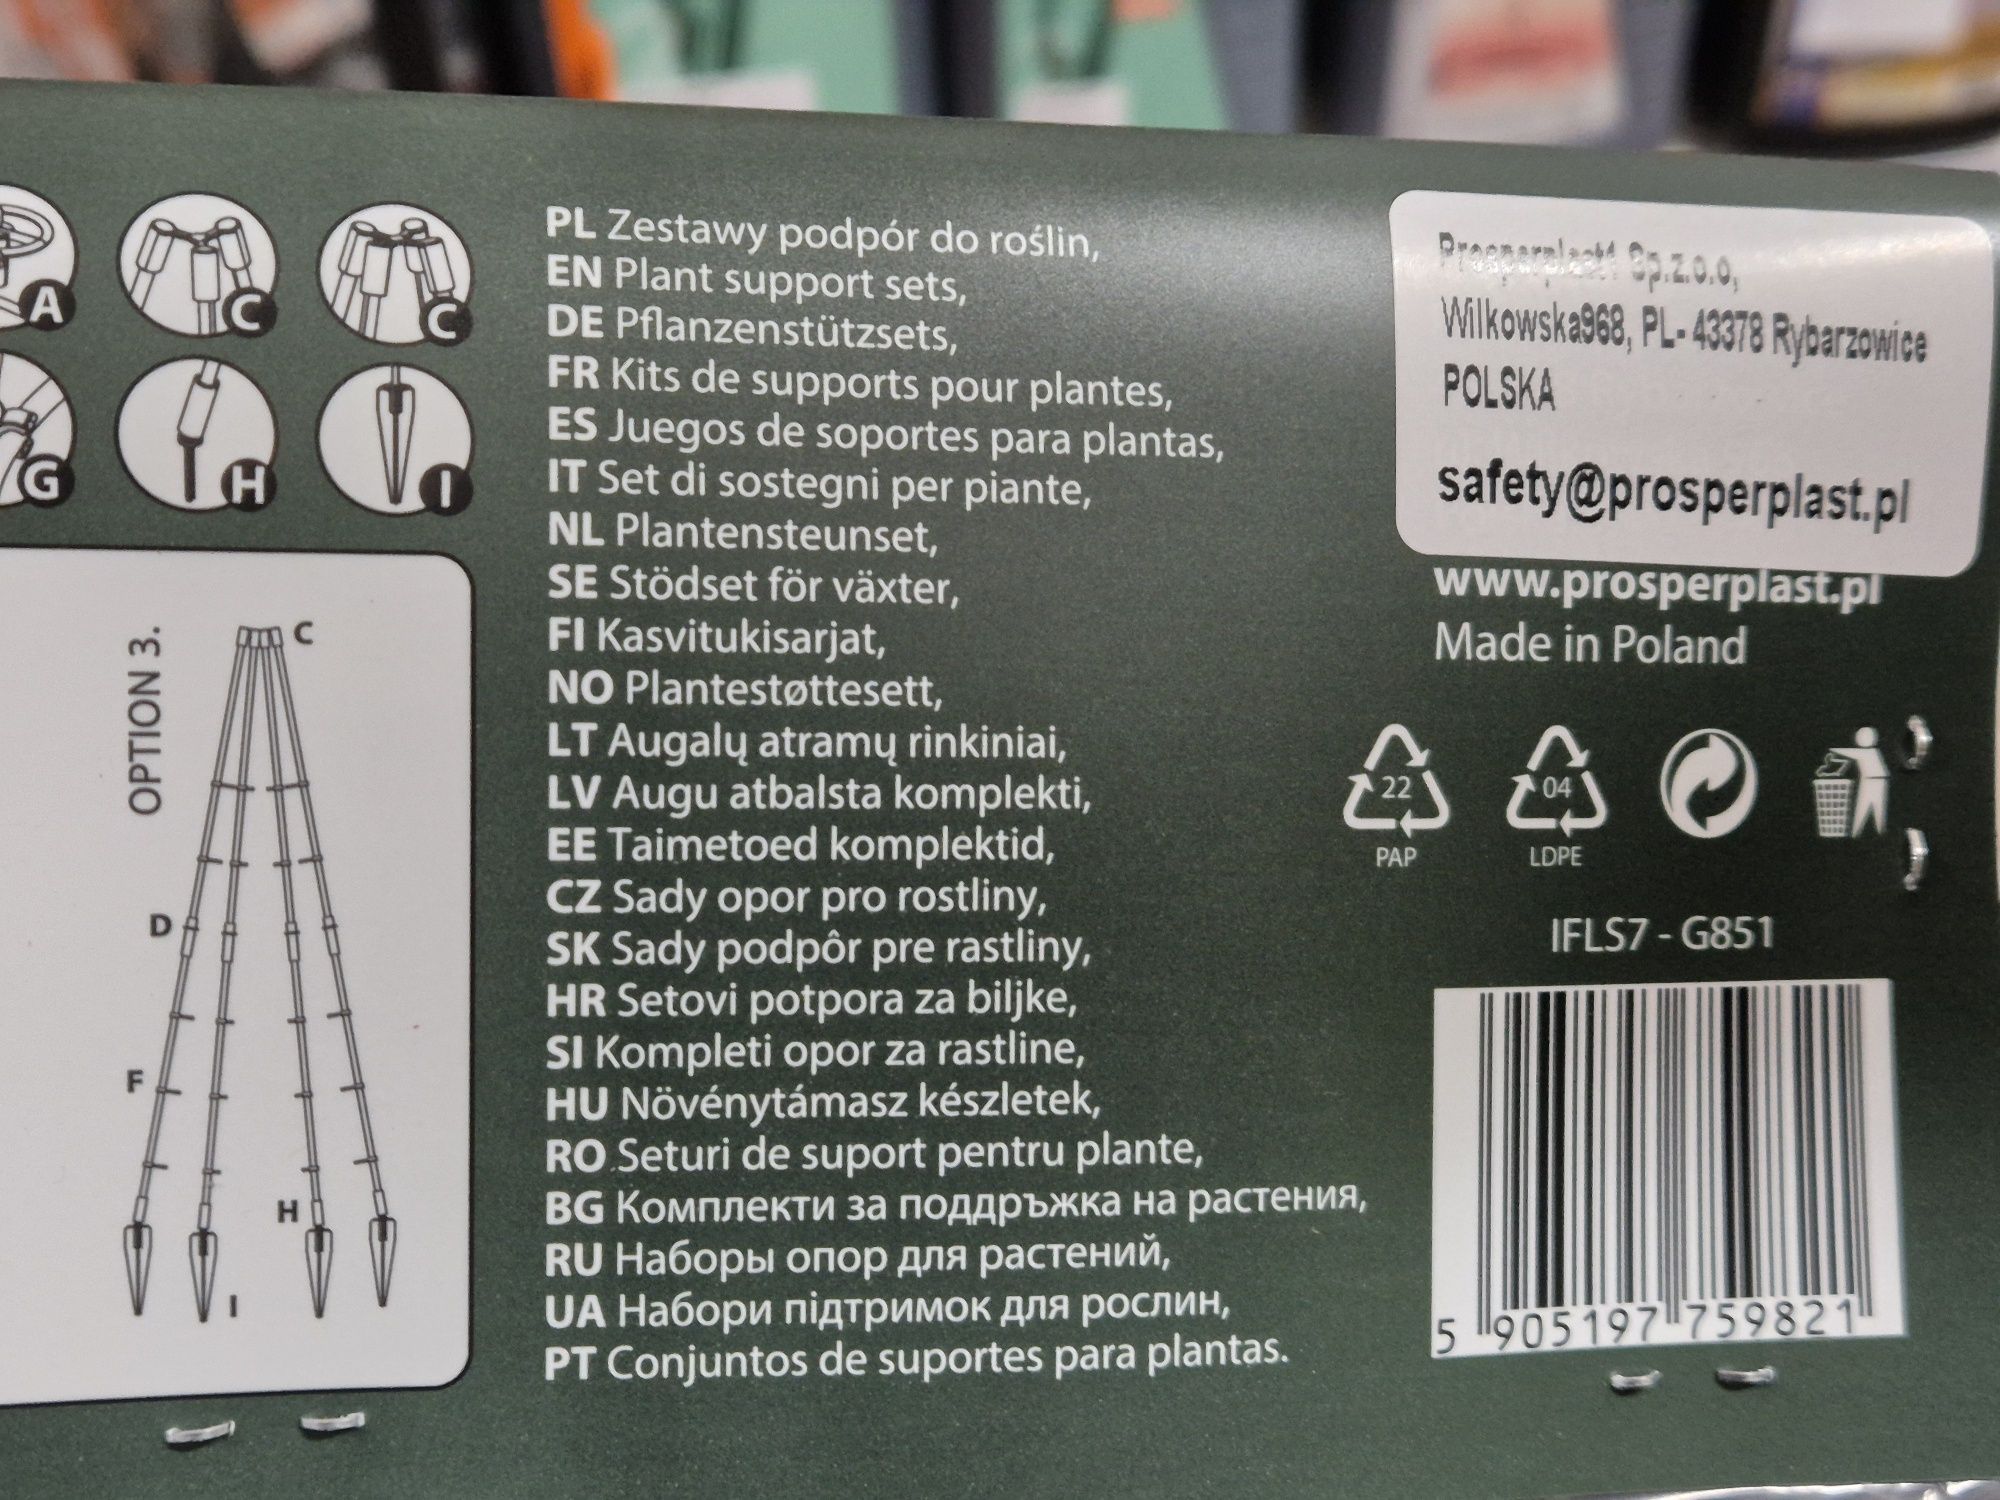 A
C
C
G
H
I
OPTION 3.
C
D
F
H
I
PL Zestawy podpór do roślin,
EN Plant support sets,
DE Pflanzenstützsets,
FR Kits de supports pour plantes,
ES Juegos de soportes para plantas,
IT Set di sostegni per piante,
NL Plantensteunset,
SE Stödset för växter,
FI Kasvitukisarjat,
NO Plantestøttesett,
LT Augalų atramų rinkiniai,
LV Augu atbalsta komplekti,
EE Taimetoed komplektid,
CZ Sady opor pro rostliny,
SK Sady podpôr pre rastliny,
HR Setovi potpora za biljke,
SI Kompleti opor za rastline,
HU Növénytámasz készletek,
RO Seturi de suport pentru plante,
BG Комплекти за поддръжка на растения,
RU Наборы опор для растений,
UA Набори підтримок для рослин,
PT Conjuntos de suportes para plantas.
Prosperplast1 Sp.z.o.o,
Wilkowska968, PL- 43378 Rybarzowice
POLSKA
safety@prosperplast.pl
www.prosperplast.pl
Made in Poland
22
PAP
04
LDPE
IFLS7 - G851
5 905197 759821